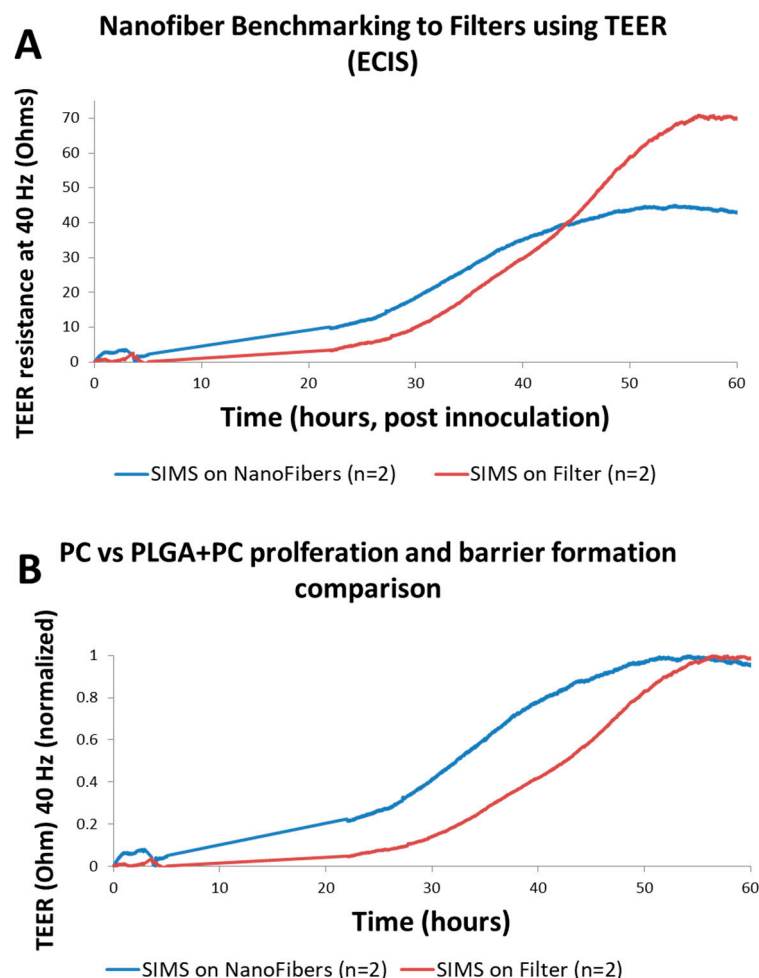 A
Nanofiber Benchmarking to Filters using TEER
(ECIS)
TEER resistance at 40 Hz (Ohms)
70
60
50
40
30
20
10
0
0 10 20 30 40 50 60
Time (hours, post innoculation)
SIMS on NanoFibers (n=2) SIMS on Filter (n=2)
B
PC vs PLGA+PC prolferation and barrier formation
comparison
TEER (Ohm) 40 Hz (normalized)
1
0.8
0.6
0.4
0.2
0
0 10 20 30 40 50 60
Time (hours)
SIMS on NanoFibers (n=2) SIMS on Filter (n=2)